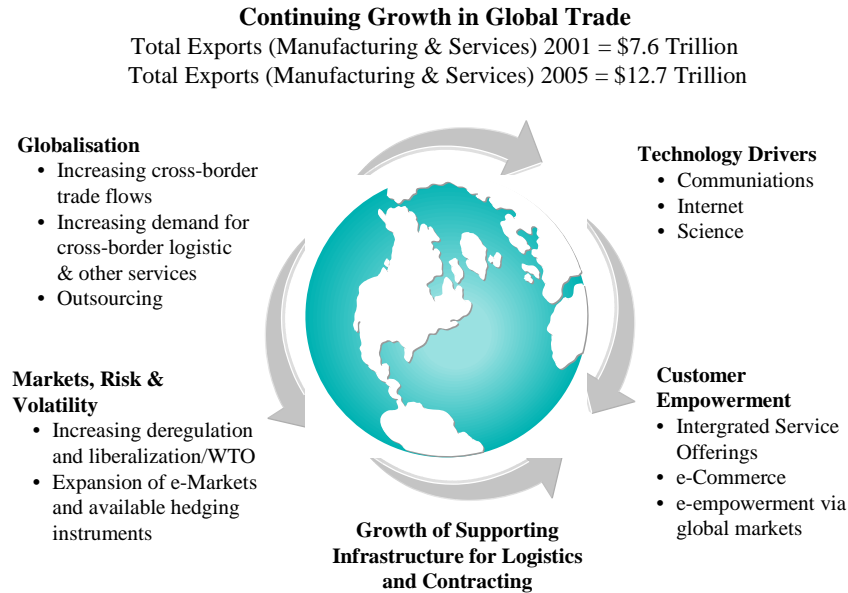 Continuing Growth in Global Trade
Total Exports (Manufacturing & Services) 2001 = $7.6 Trillion
Total Exports (Manufacturing & Services) 2005 = $12.7 Trillion
Globalisation
• Increasing cross-border
trade flows
• Increasing demand for
cross-border logistic
& other services
• Outsourcing
Technology Drivers
• Communiations
• Internet
• Science
Markets, Risk &
Volatility
• Increasing deregulation
and liberalization/WTO
• Expansion of e-Markets
and available hedging
instruments
Customer
Empowerment
• Intergrated Service
Offerings
• e-Commerce
• e-empowerment via
global markets
Growth of Supporting
Infrastructure for Logistics
and Contracting